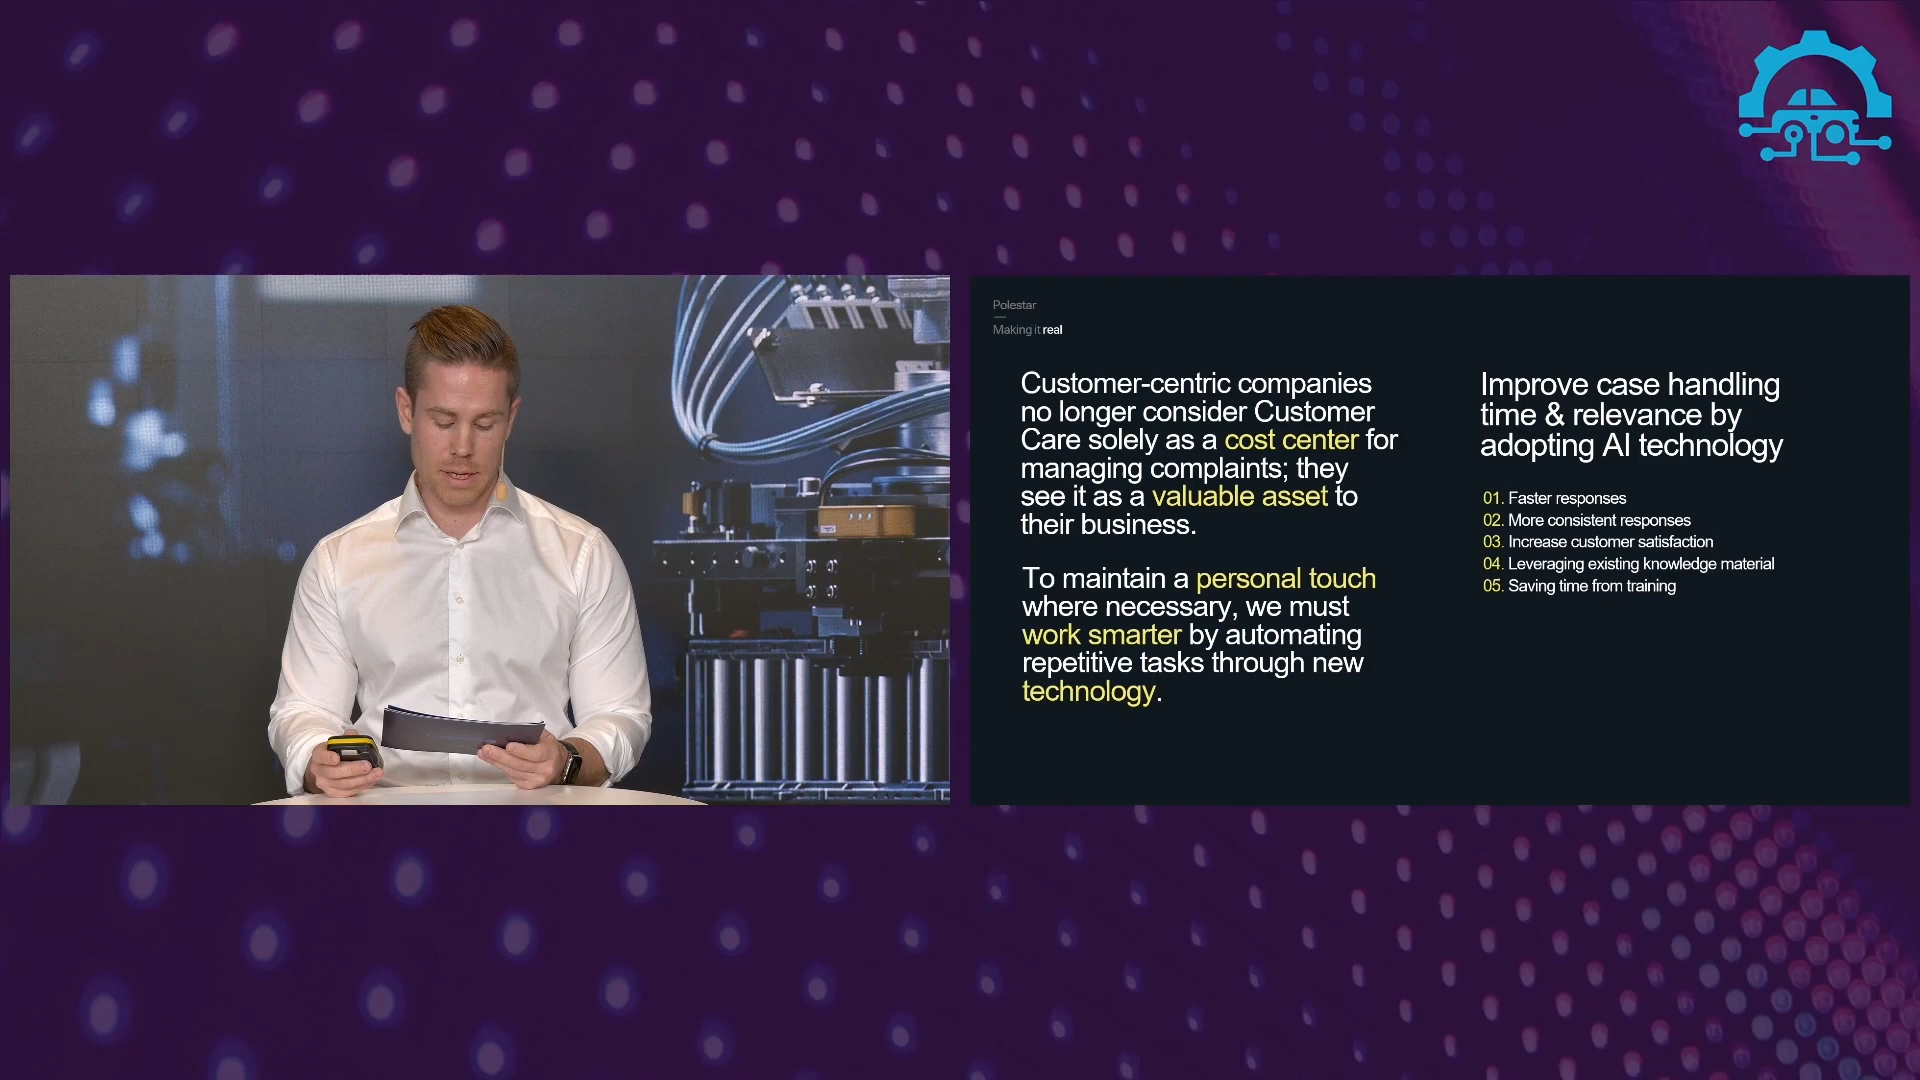 Polestar
Making it real
Customer-centric companies
no longer consider Customer
Care solely as a cost center for
managing complaints; they
see it as a valuable asset to
their business.
To maintain a personal touch
where necessary, we must
work smarter by automating
repetitive tasks through new
technology.
Improve case handling
time & relevance by
adopting AI technology
01. Faster responses
02. More consistent responses
03. Increase customer satisfaction
04. Leveraging existing knowledge material
05. Saving time from training